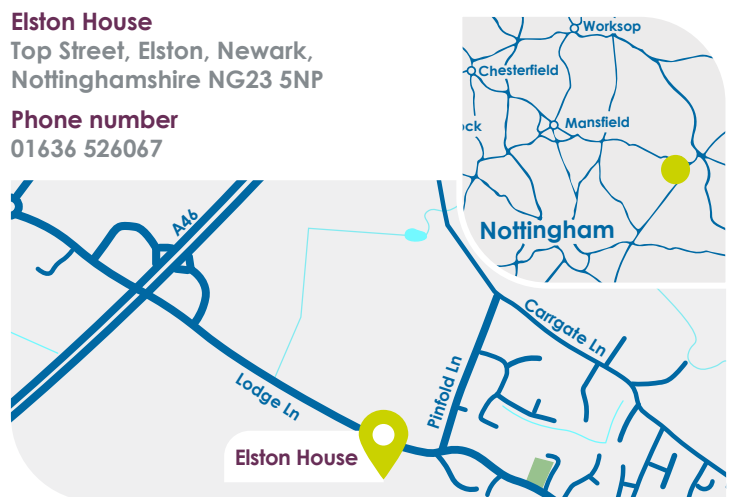 Elston House
Top Street, Elston, Newark,
Nottinghamshire NG23 5NP
Phone number
01636 526067
Worksop
Chesterfield
ock
Mansfield
Nottingham
A46
Carrgate Ln
Pinfold Ln
Lodge Ln
Elston House